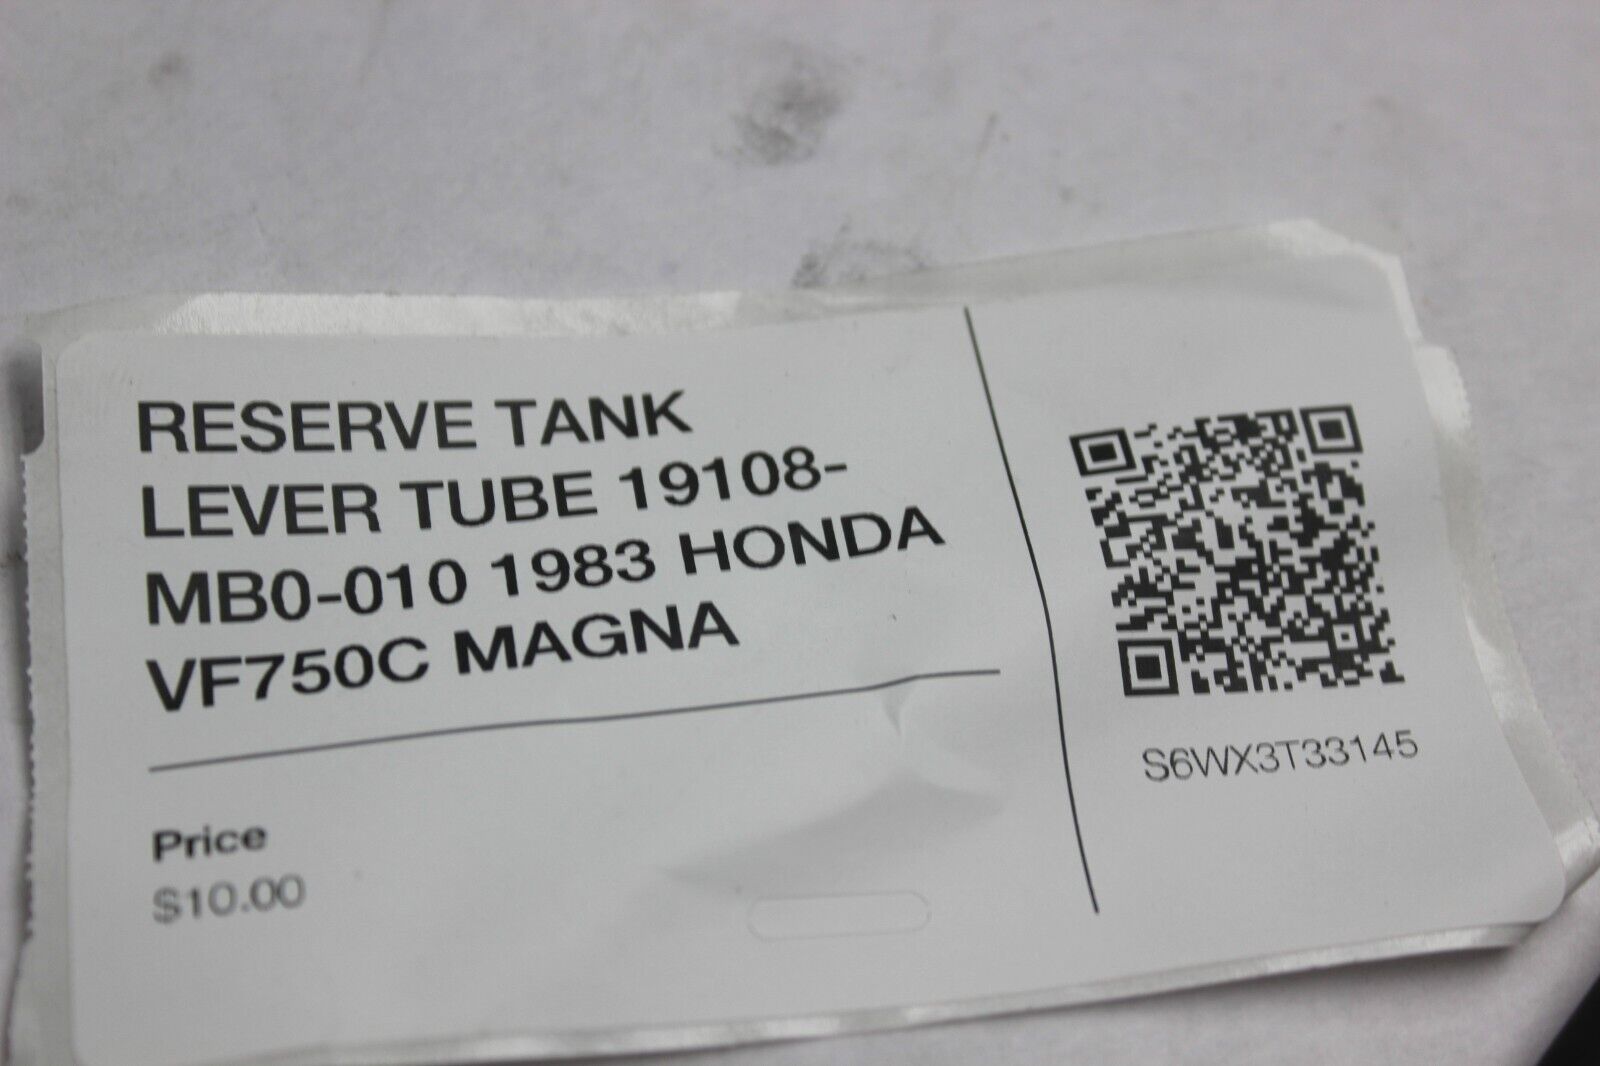 RESERVE TANK
LEVER TUBE 19108-
MB0-010 1983 HONDA
VF750C MAGNA
Price
$10.00
S6WX3T33145